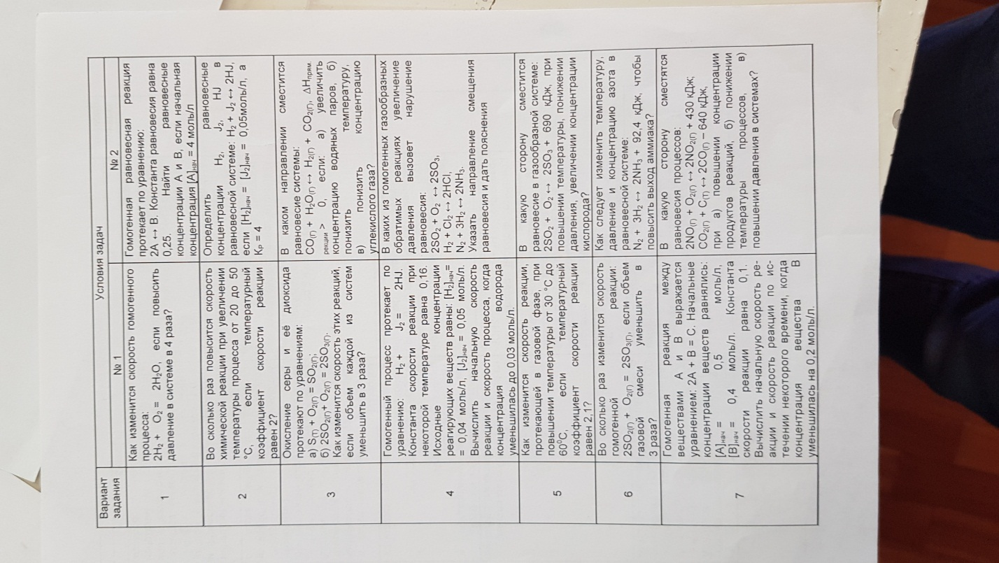 Вариант
задания
Условия задач
№ 1
№ 2
1
Как изменится скорость гомогенного
процесса:
2H₂ + O₂ = 2H₂O, если повысить
давление в системе в 4 раза?
Гомогенная равновесная реакция
протекает по уравнению:
2A ↔ B. Константа равновесия равна
0,25. Найти равновесные
концентрации A и B, если начальная
концентрация [A]нач = 4 моль/л
2
Во сколько раз повысится скорость
химической реакции при увеличении
температуры процесса от 20 до 50
°C, если температурный
коэффициент скорости реакции
равен 2?
Определить равновесные
концентрации H₂, J₂, HJ в
равновесной системе: H₂ + J₂ ↔ 2HJ,
если [H₂]нач = [J₂]нач = 0,05моль/л, а
Kр = 4
3
Окисление серы и её диоксида
протекают по уравнениям:
а) S(т) + O₂(г) = SO₂(г);
б) 2SO₂(г) + O₂(г) = 2SO₃(г).
Как изменится скорость этих реакций,
если объем каждой из систем
уменьшить в 3 раза?
В каком направлении сместится
равновесие системы:
CO(г) + H₂O(г) ↔ H₂(г) + CO₂(г), ΔHпрям.
реакции > 0, если: а) увеличить
концентрацию водяных паров, б)
понизить температуру,
в) понизить концентрацию
углекислого газа?
4
Гомогенный процесс протекает по
уравнению: H₂ + J₂ = 2HJ.
Константа скорости реакции при
некоторой температуре равна 0,16.
Исходные концентрации
реагирующих веществ равны: [H₂]нач=
= 0,04 моль/л, [J₂]нач = 0,05 моль/л.
Вычислить начальную скорость
реакции и скорость процесса, когда
концентрация водорода
уменьшилась до 0,03 моль/л.
В каких из гомогенных газообразных
обратимых реакциях увеличение
давления вызовет нарушение
равновесия:
2SO₂ + O₂ ↔ 2SO₃,
H₂ + Cl₂ ↔ 2HCl,
N₂ + 3H₂ ↔ 2NH₃.
Указать направление смещения
равновесия и дать пояснения
5
Как изменится скорость реакции,
протекающей в газовой фазе, при
повышении температуры от 30 °C до
60°C, если температурный
коэффициент скорости реакции
равен 2,1?
В какую сторону сместится
равновесие в газообразной системе:
2SO₂ + O₂ ↔ 2SO₃ + 690 кДж, при
повышении температуры, понижении
давления, увеличении концентрации
кислорода?
6
Во сколько раз изменится скорость
гомогенной реакции:
2SO₂(г) + O₂(г) = 2SO₃(г), если объем
газовой смеси уменьшить в
3 раза?
Как следует изменить температуру,
давление и концентрацию азота в
равновесной системе:
N₂ + 3H₂ ↔ 2NH₃ + 92,4 кДж, чтобы
повысить выход аммиака?
7
Гомогенная реакция между
веществами A и B выражается
уравнением: 2A + B = C. Начальные
концентрации веществ равнялись:
[A]нач = 0,5 моль/л,
[B]нач = 0,4 моль/л. Константа
скорости реакции равна 0,1.
Вычислить начальную скорость ре-
акции и скорость реакции по ис-
течении некоторого времени, когда
концентрация вещества B
уменьшилась на 0,2 моль/л.
В какую сторону сместятся
равновесия процессов:
2NO(г) + O₂(г) ↔ 2NO₂(г) + 430 кДж;
CO₂(г) + C(т) ↔ 2CO(г) – 640 кДж,
при а) повышении концентрации
продуктов реакций, б) понижении
температуры процессов, в)
повышении давления в системах?